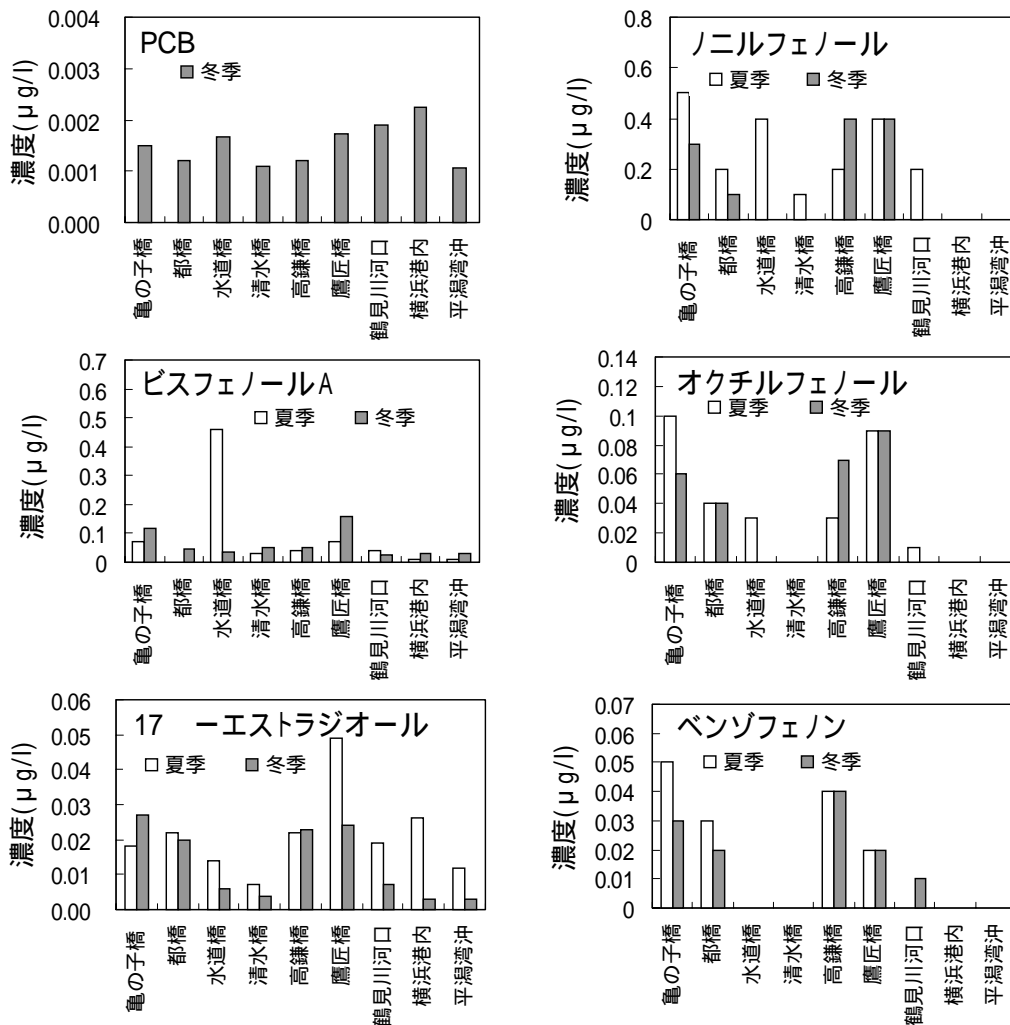 PCB
冬季
濃度(μg/l)
0.004
0.003
0.002
0.001
0.000
亀の子橋
都橋
水道橋
清水橋
高鎌橋
鷹匠橋
鶴見川河口
横浜港内
平潟湾沖
ノニルフェノール
夏季
冬季
濃度(μg/l)
0.8
0.6
0.4
0.2
0
亀の子橋
都橋
水道橋
清水橋
高鎌橋
鷹匠橋
鶴見川河口
横浜港内
平潟湾沖
ビスフェノールA
夏季
冬季
濃度(μg/l)
0.7
0.6
0.5
0.4
0.3
0.2
0.1
0
亀の子橋
都橋
水道橋
清水橋
高鎌橋
鷹匠橋
鶴見川河口
横浜港内
平潟湾沖
オクチルフェノール
夏季
冬季
濃度(μg/l)
0.14
0.12
0.1
0.08
0.06
0.04
0.02
0
亀の子橋
都橋
水道橋
清水橋
高鎌橋
鷹匠橋
鶴見川河口
横浜港内
平潟湾沖
17 ーエストラジオール
夏季
冬季
濃度(μg/l)
0.06
0.05
0.04
0.03
0.02
0.01
0.00
亀の子橋
都橋
水道橋
清水橋
高鎌橋
鷹匠橋
鶴見川河口
横浜港内
平潟湾沖
ベンゾフェノン
夏季
冬季
濃度(μg/l)
0.07
0.06
0.05
0.04
0.03
0.02
0.01
0
亀の子橋
都橋
水道橋
清水橋
高鎌橋
鷹匠橋
鶴見川河口
横浜港内
平潟湾沖